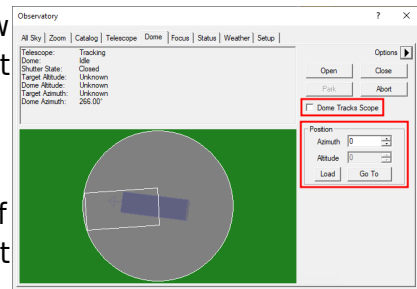 Observatory
? ×
All Sky Zoom Catalog Telescope Dome Focus Status Weather Setup
Telescope: Tracking
Dome: Idle
Shutter State: Closed
Target Altitude: Unknown
Dome Altitude: Unknown
Target Azimuth: Unknown
Dome Azimuth: 266.00°
Options
Open Close
Park Abort
Dome Tracks Scope
Position
Azimuth 0
Altitude 0
Load Go To
w
t
f
t